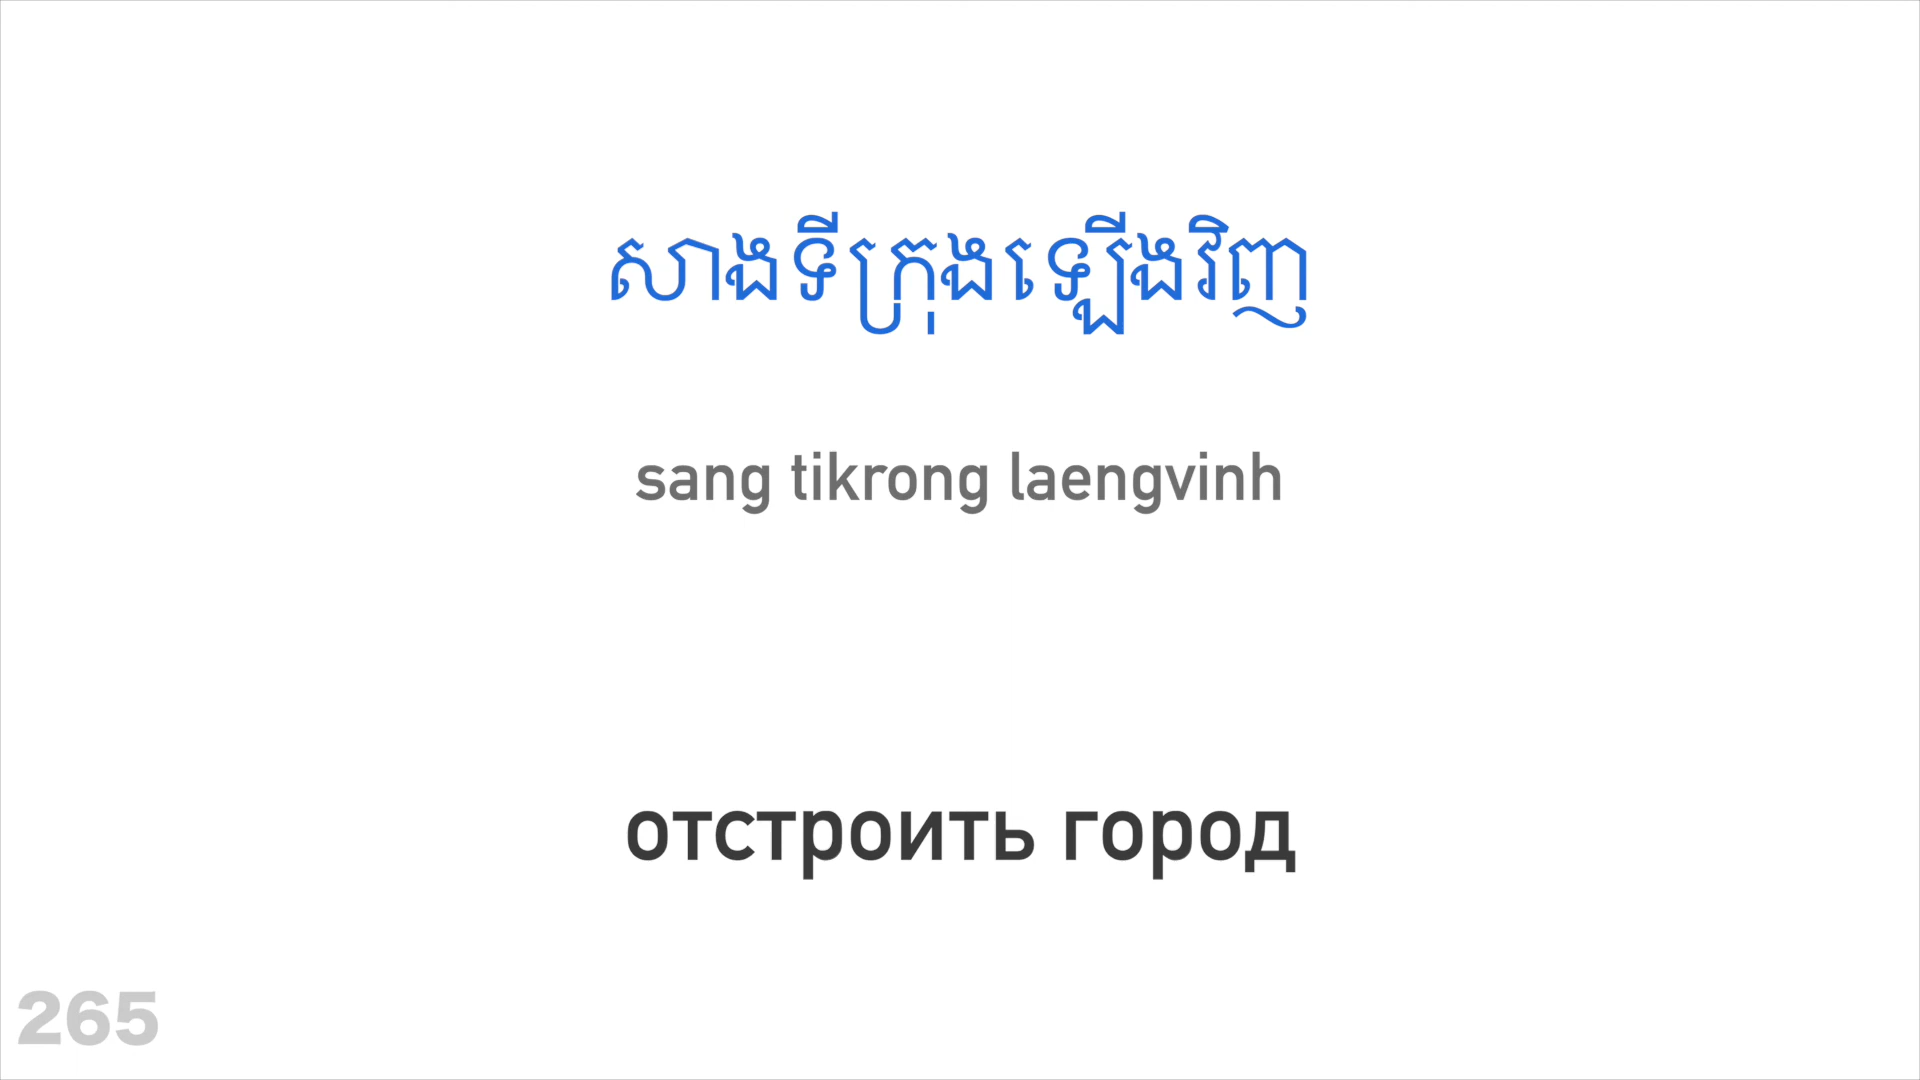 សាងទីក្រុងឡើងវិញ
sang tikrong laengvinh
отстроить город
265